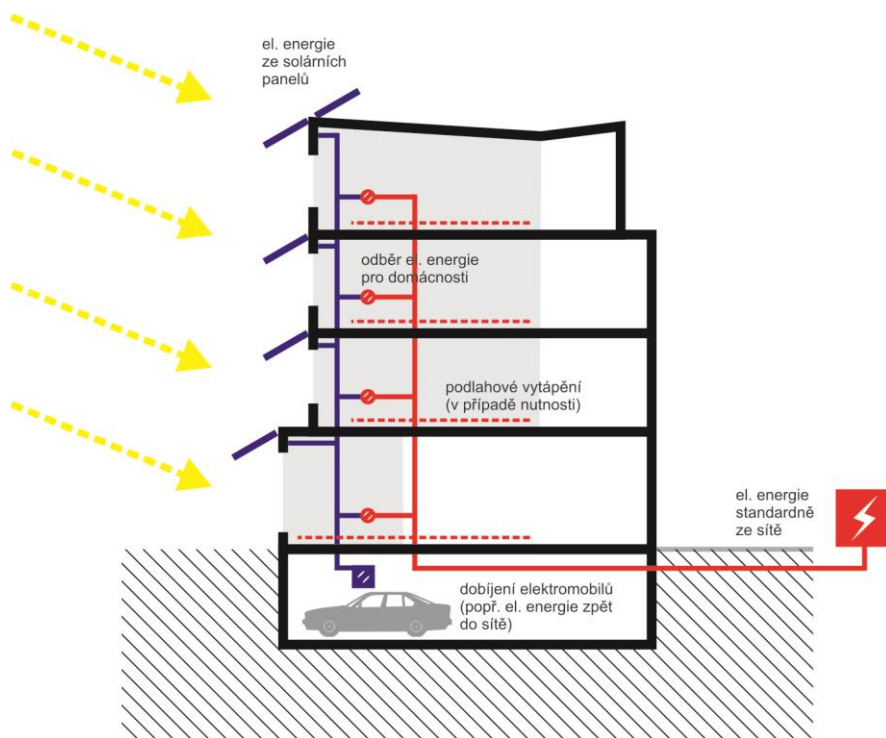 el. energie
ze solárních
panelů
odběr el. energie
pro domácnosti
podlahové vytápění
(v případě nutnosti)
el. energie
standardně
ze sítě
dobíjení elektromobilů
(popř. el. energie zpět
do sítě)